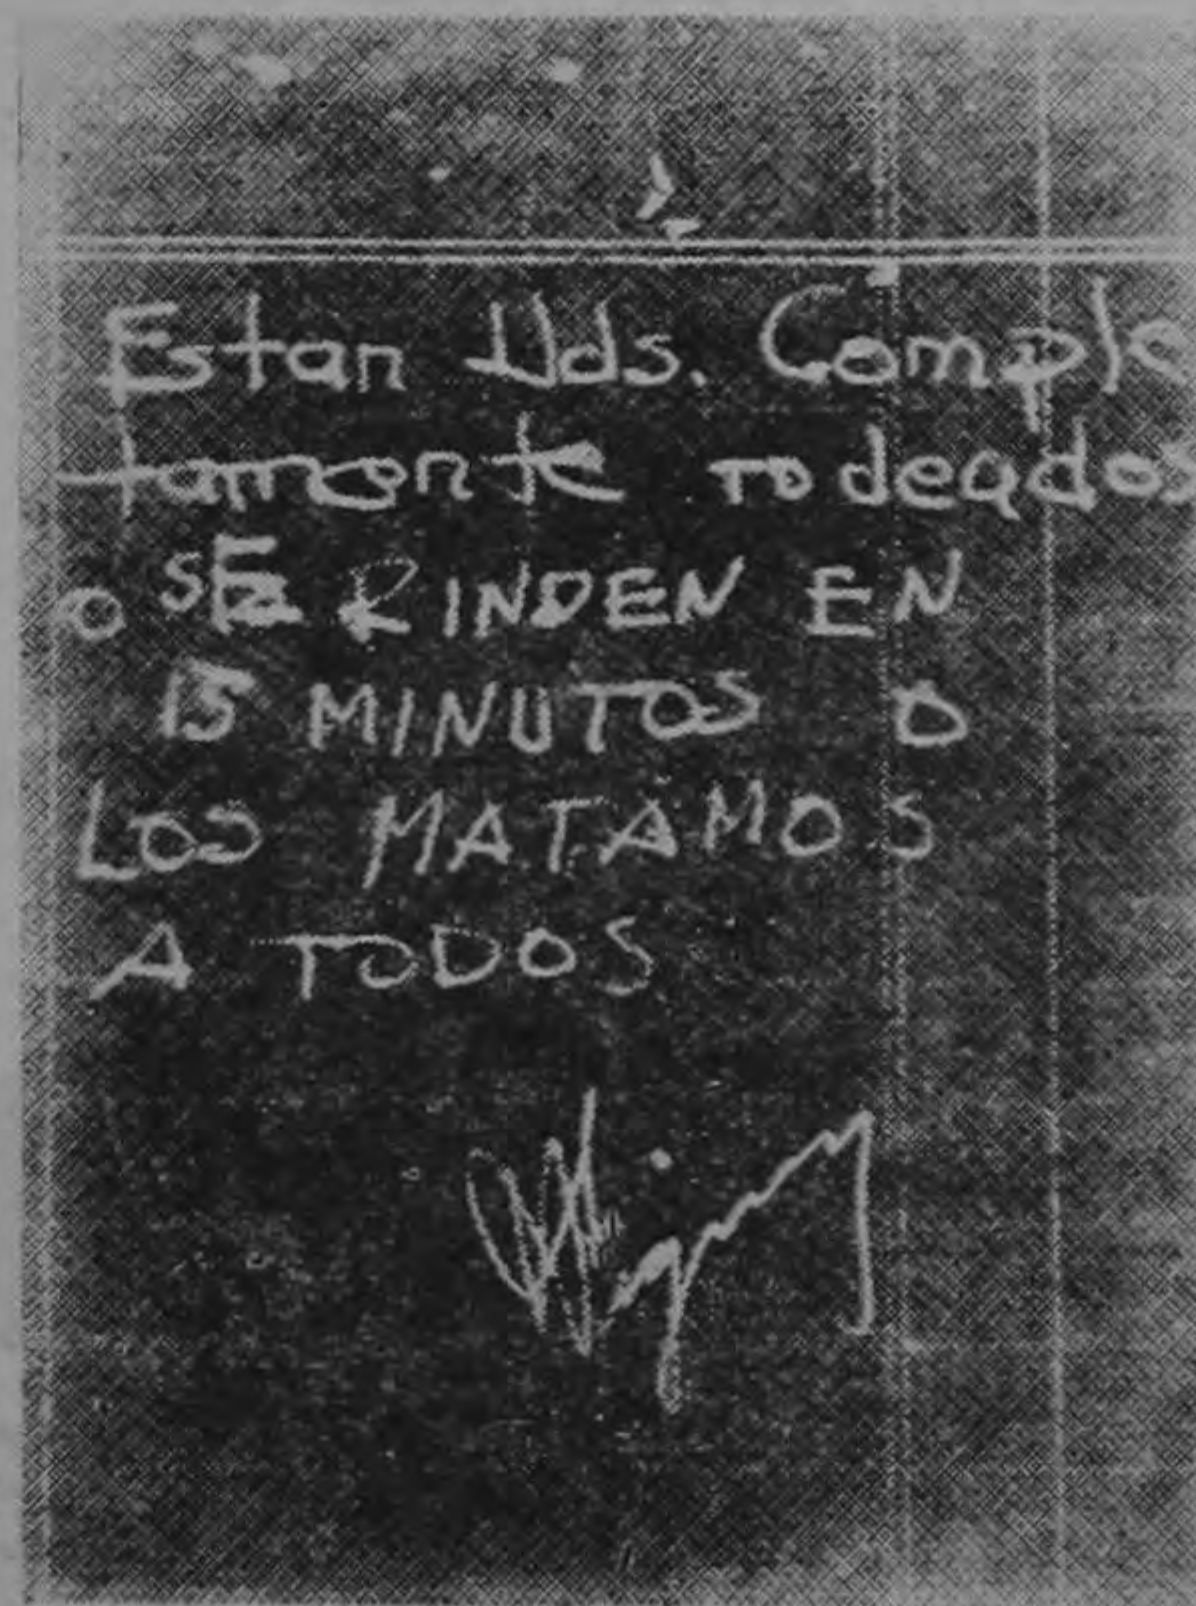 Estan Uds. Comple
tamente rodeados
o SE RINDEN EN
15 MINUTOS O
LOS MATAMOS
A TODOS